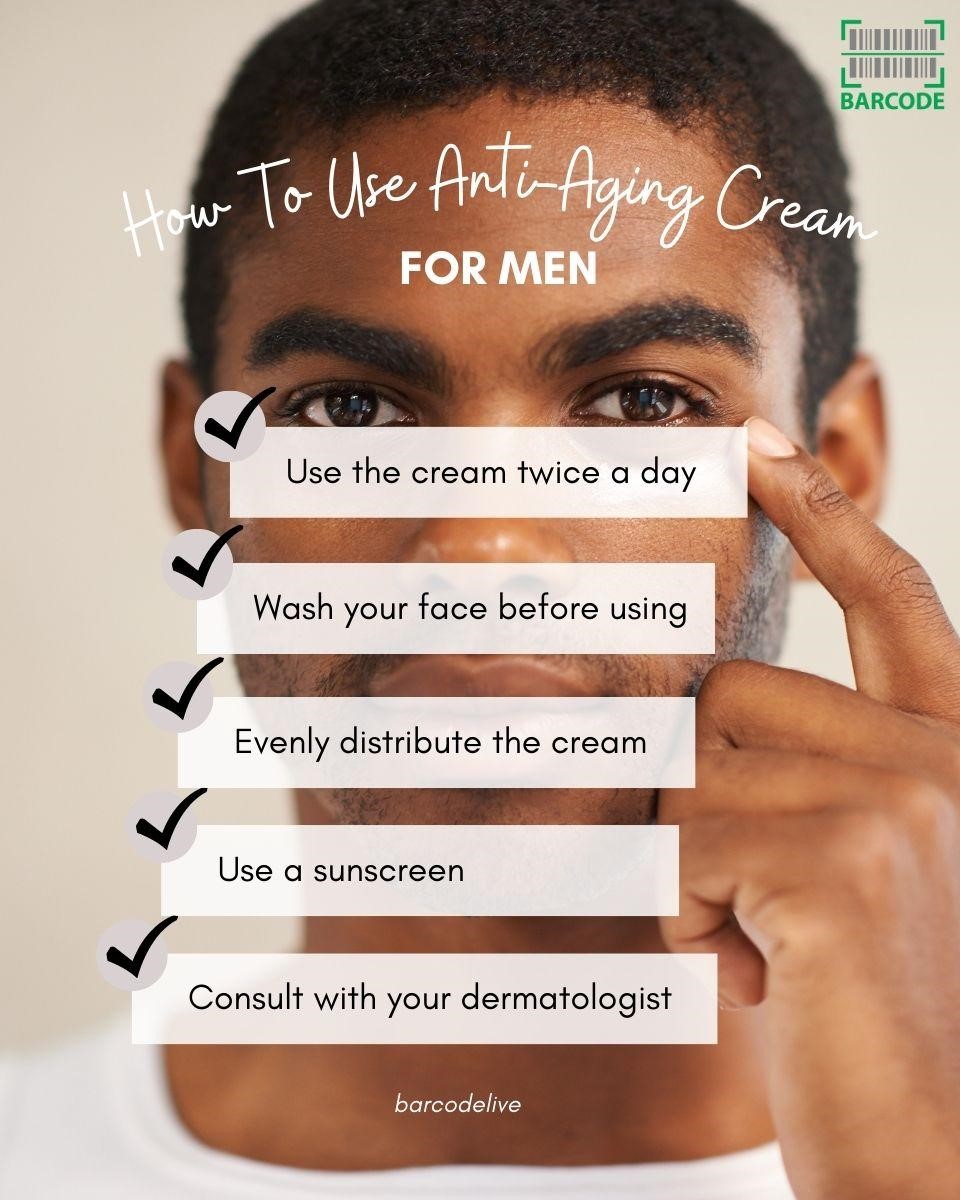 BARCODE
How To Use Anti-Aging Cream
FOR MEN
Use the cream twice a day
Wash your face before using
Evenly distribute the cream
Use a sunscreen
Consult with your dermatologist
barcodelive